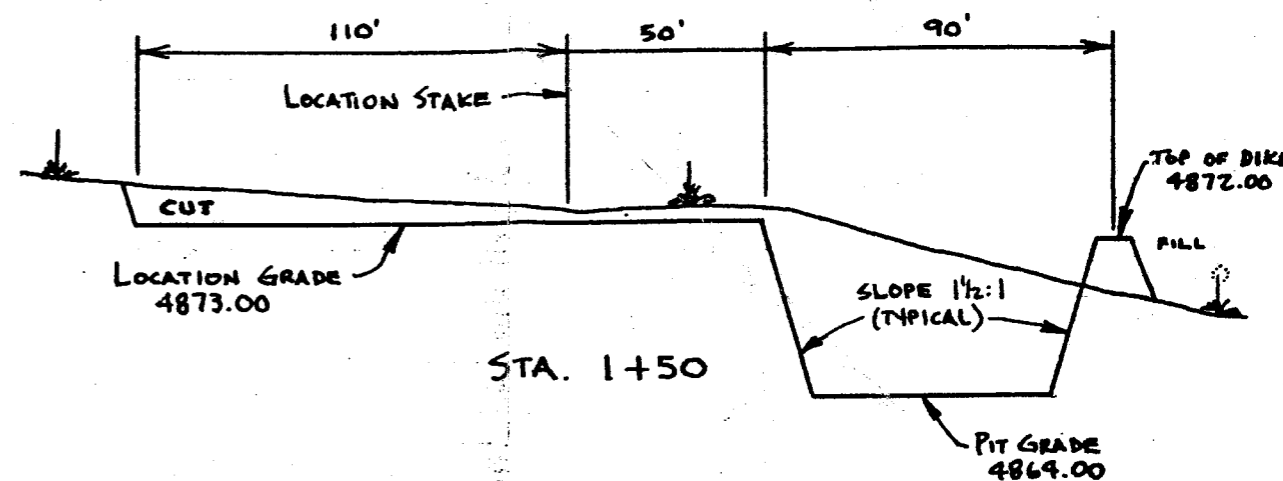 110'
50'
90'
LOCATION STAKE
TOP OF DIKE
4872.00
CUT
FILL
LOCATION GRADE
4873.00
SLOPE 1½:1
(TYPICAL)
STA. 1+50
PIT GRADE
4864.00